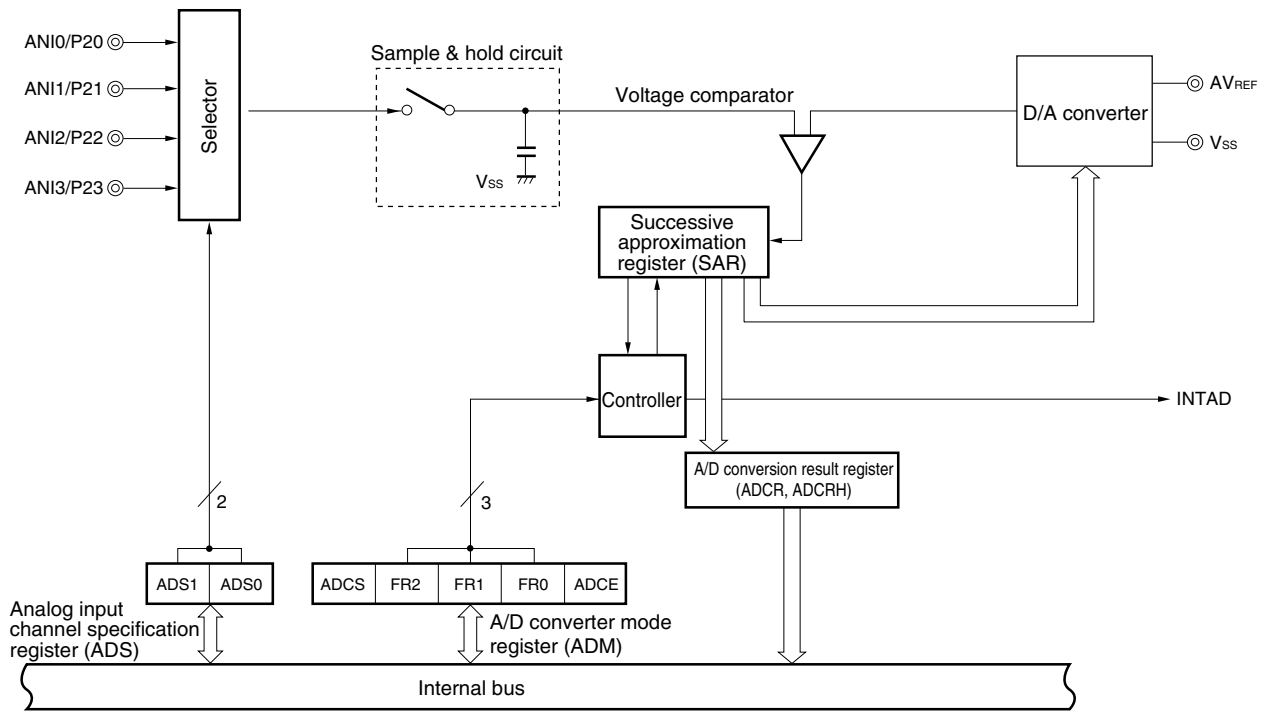 ANI0/P20
ANI1/P21
ANI2/P22
ANI3/P23
Selector
Sample & hold circuit
VSS
Voltage comparator
D/A converter
AVREF
VSS
Successive
approximation
register (SAR)
Controller
INTAD
A/D conversion result register
(ADCR, ADCRH)
2
3
ADS1 ADS0
ADCS FR2 FR1 FR0 ADCE
Analog input
channel specification
register (ADS)
A/D converter mode
register (ADM)
Internal bus